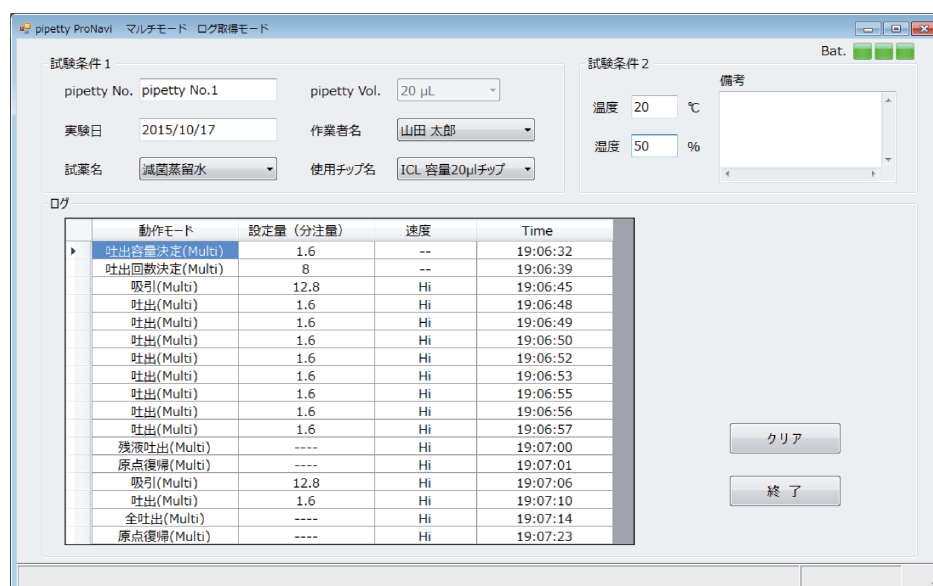 pipetty ProNavi マルチモード ログ取得モード
Bat.
試験条件1
pipetty No. pipetty No.1 pipetty Vol. 20 µL
実験日 2015/10/17 作業者名 山田 太郎
試薬名 滅菌蒸留水 使用チップ名 ICL 容量20µlチップ
試験条件2
温度 20 ℃
湿度 50 %
備考
ログ
動作モード 設定量（分注量） 速度 Time
吐出容量決定(Multi) 1.6 -- 19:06:32
吐出回数決定(Multi) 8 -- 19:06:39
吸引(Multi) 12.8 Hi 19:06:45
吐出(Multi) 1.6 Hi 19:06:48
吐出(Multi) 1.6 Hi 19:06:49
吐出(Multi) 1.6 Hi 19:06:50
吐出(Multi) 1.6 Hi 19:06:52
吐出(Multi) 1.6 Hi 19:06:53
吐出(Multi) 1.6 Hi 19:06:55
吐出(Multi) 1.6 Hi 19:06:56
吐出(Multi) 1.6 Hi 19:06:57
残液吐出(Multi) ---- Hi 19:07:00
原点復帰(Multi) ---- Hi 19:07:01
吸引(Multi) 12.8 Hi 19:07:06
吐出(Multi) 1.6 Hi 19:07:10
全吐出(Multi) ---- Hi 19:07:14
原点復帰(Multi) ---- Hi 19:07:23
クリア
終 了